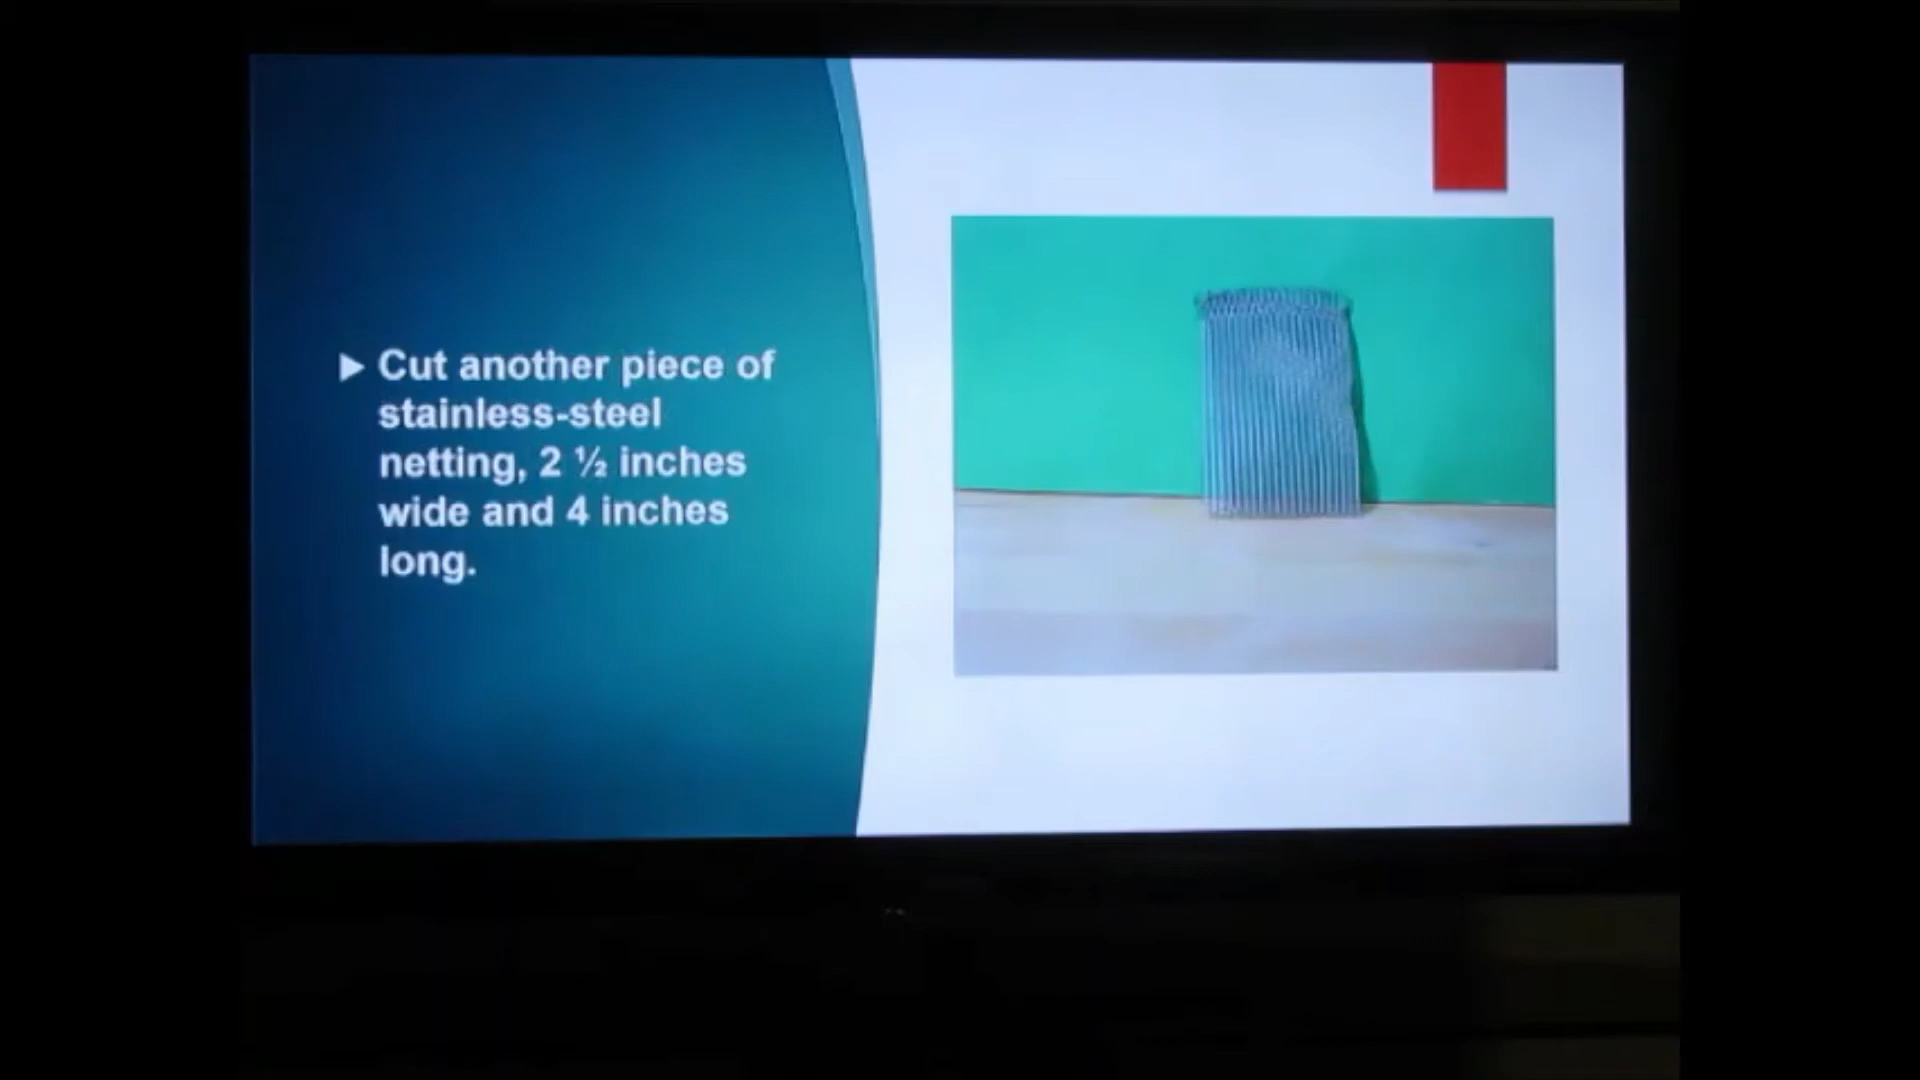 Cut another piece of
stainless-steel
netting, 2 ½ inches
wide and 4 inches
long.